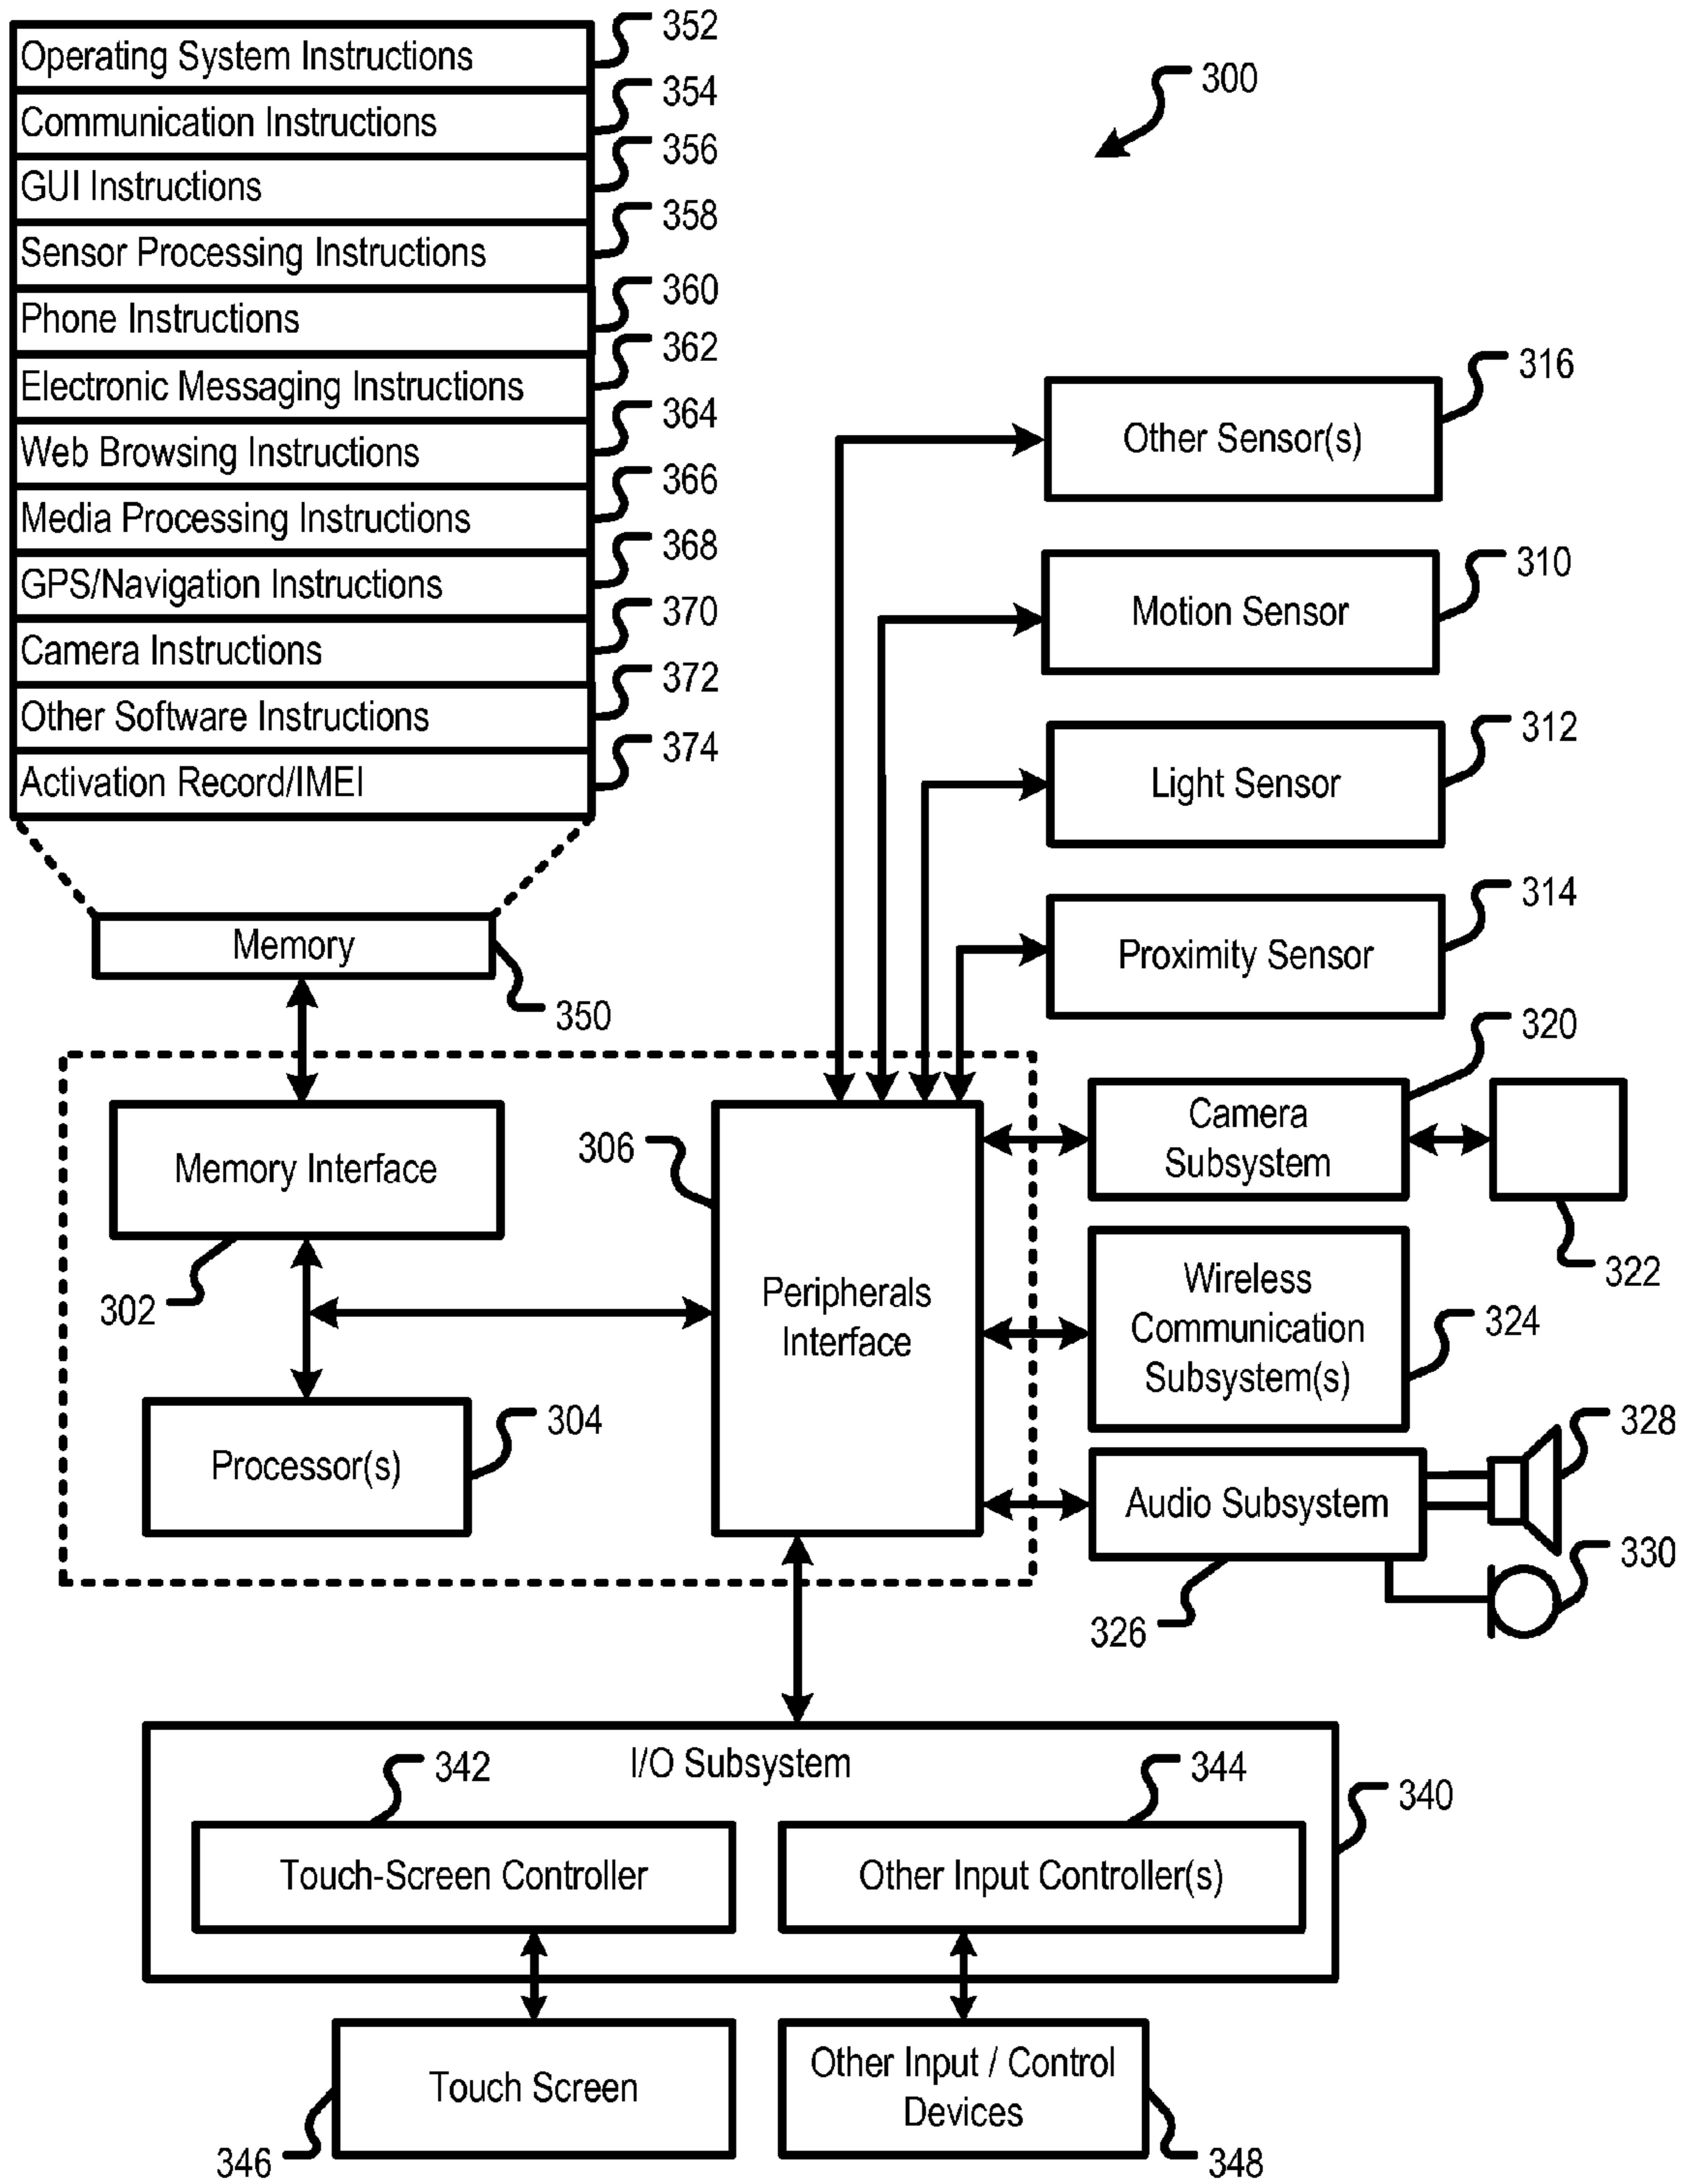 Operating System Instructions
352
Communication Instructions
354
GUI Instructions
356
Sensor Processing Instructions
358
Phone Instructions
360
Electronic Messaging Instructions
362
Web Browsing Instructions
364
Media Processing Instructions
366
GPS/Navigation Instructions
368
Camera Instructions
370
Other Software Instructions
372
Activation Record/IMEI
374
300
Memory
350
Other Sensor(s)
316
Motion Sensor
310
Light Sensor
312
Proximity Sensor
314
Memory Interface
302
Processor(s)
304
306
Peripherals
Interface
320
Camera
Subsystem
322
Wireless
Communication
Subsystem(s)
324
Audio Subsystem
326
328
330
I/O Subsystem
340
342
Touch-Screen Controller
344
Other Input Controller(s)
Touch Screen
346
Other Input / Control
Devices
348